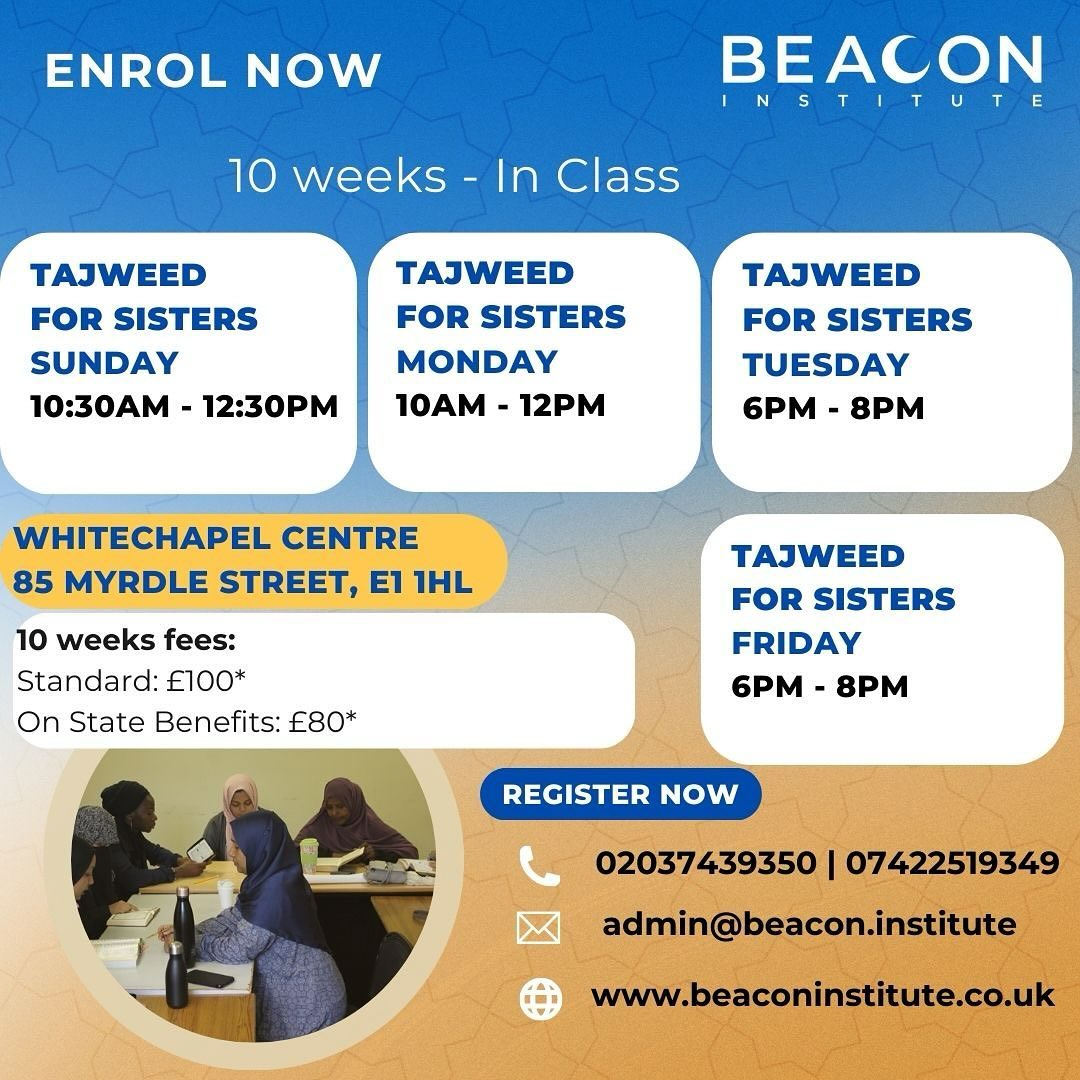 ENROL NOW
BEACON
INSTITUTE
10 weeks - In Class
TAJWEED
FOR SISTERS
SUNDAY
10:30AM - 12:30PM
TAJWEED
FOR SISTERS
MONDAY
10AM - 12PM
TAJWEED
FOR SISTERS
TUESDAY
6PM - 8PM
WHITECHAPEL CENTRE
85 MYRDLE STREET, E1 1HL
10 weeks fees:
Standard: £100*
On State Benefits: £80*
TAJWEED
FOR SISTERS
FRIDAY
6PM - 8PM
REGISTER NOW
02037439350 | 07422519349
admin@beacon.institute
www.beaconinstitute.co.uk